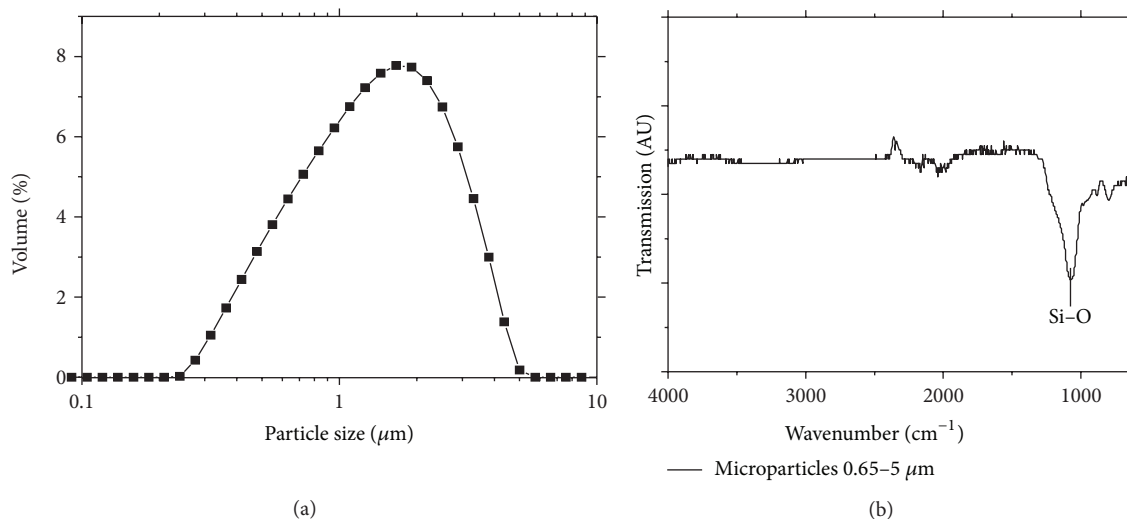 Volume (%)
8
6
4
2
0
0.1
1
10
Particle size (μm)
(a)
Transmission (AU)
Si–O
4000
3000
2000
1000
Wavenumber (cm−1)
Microparticles 0.65–5 μm
(b)